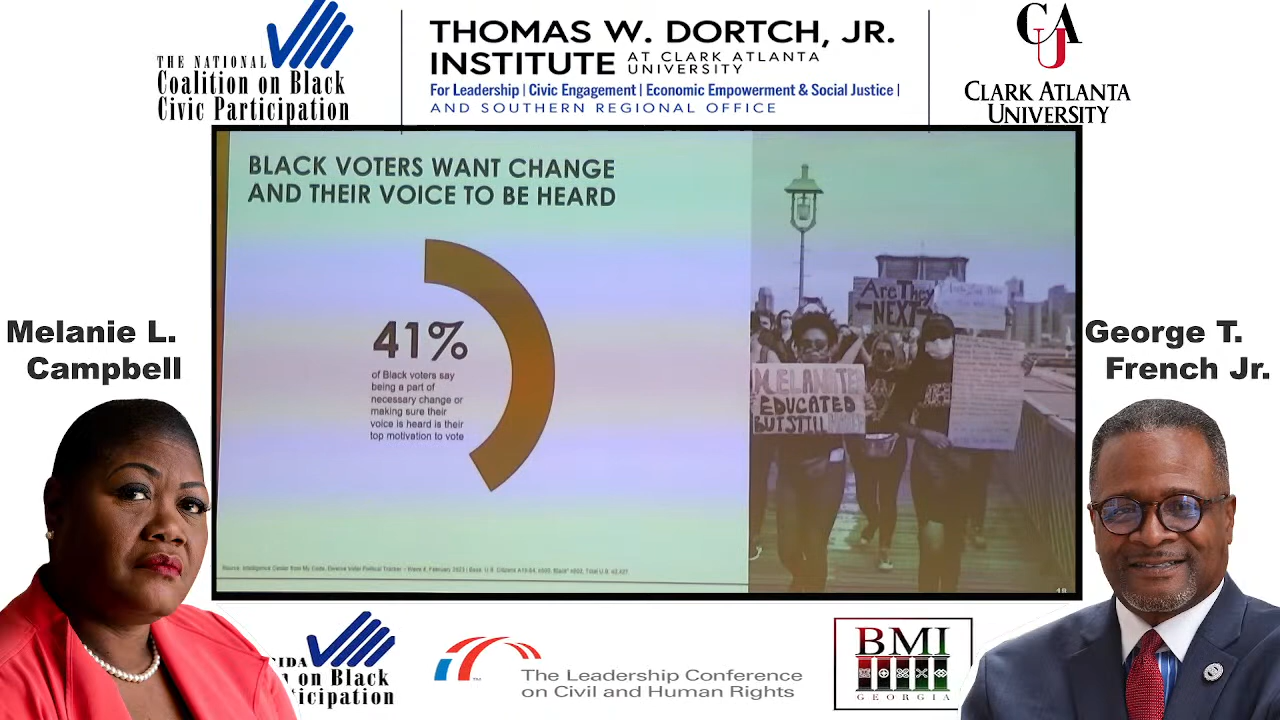 THE NATIONAL
Coalition on Black
Civic Participation
THOMAS W. DORTCH, JR.
INSTITUTE AT CLARK ATLANTA UNIVERSITY
For Leadership | Civic Engagement | Economic Empowerment & Social Justice |
AND SOUTHERN REGIONAL OFFICE
CAU
CLARK ATLANTA
UNIVERSITY
BLACK VOTERS WANT CHANGE
AND THEIR VOICE TO BE HEARD
41%
of Black voters say
being a part of
necessary change or
making sure their
voice is heard is their
top motivation to vote
Are They
NEXT
EDUCATED
BUT STILL
Melanie L.
Campbell
George T.
French Jr.
on Black
ticipation
The Leadership Conference
on Civil and Human Rights
BMI
GEORGIA